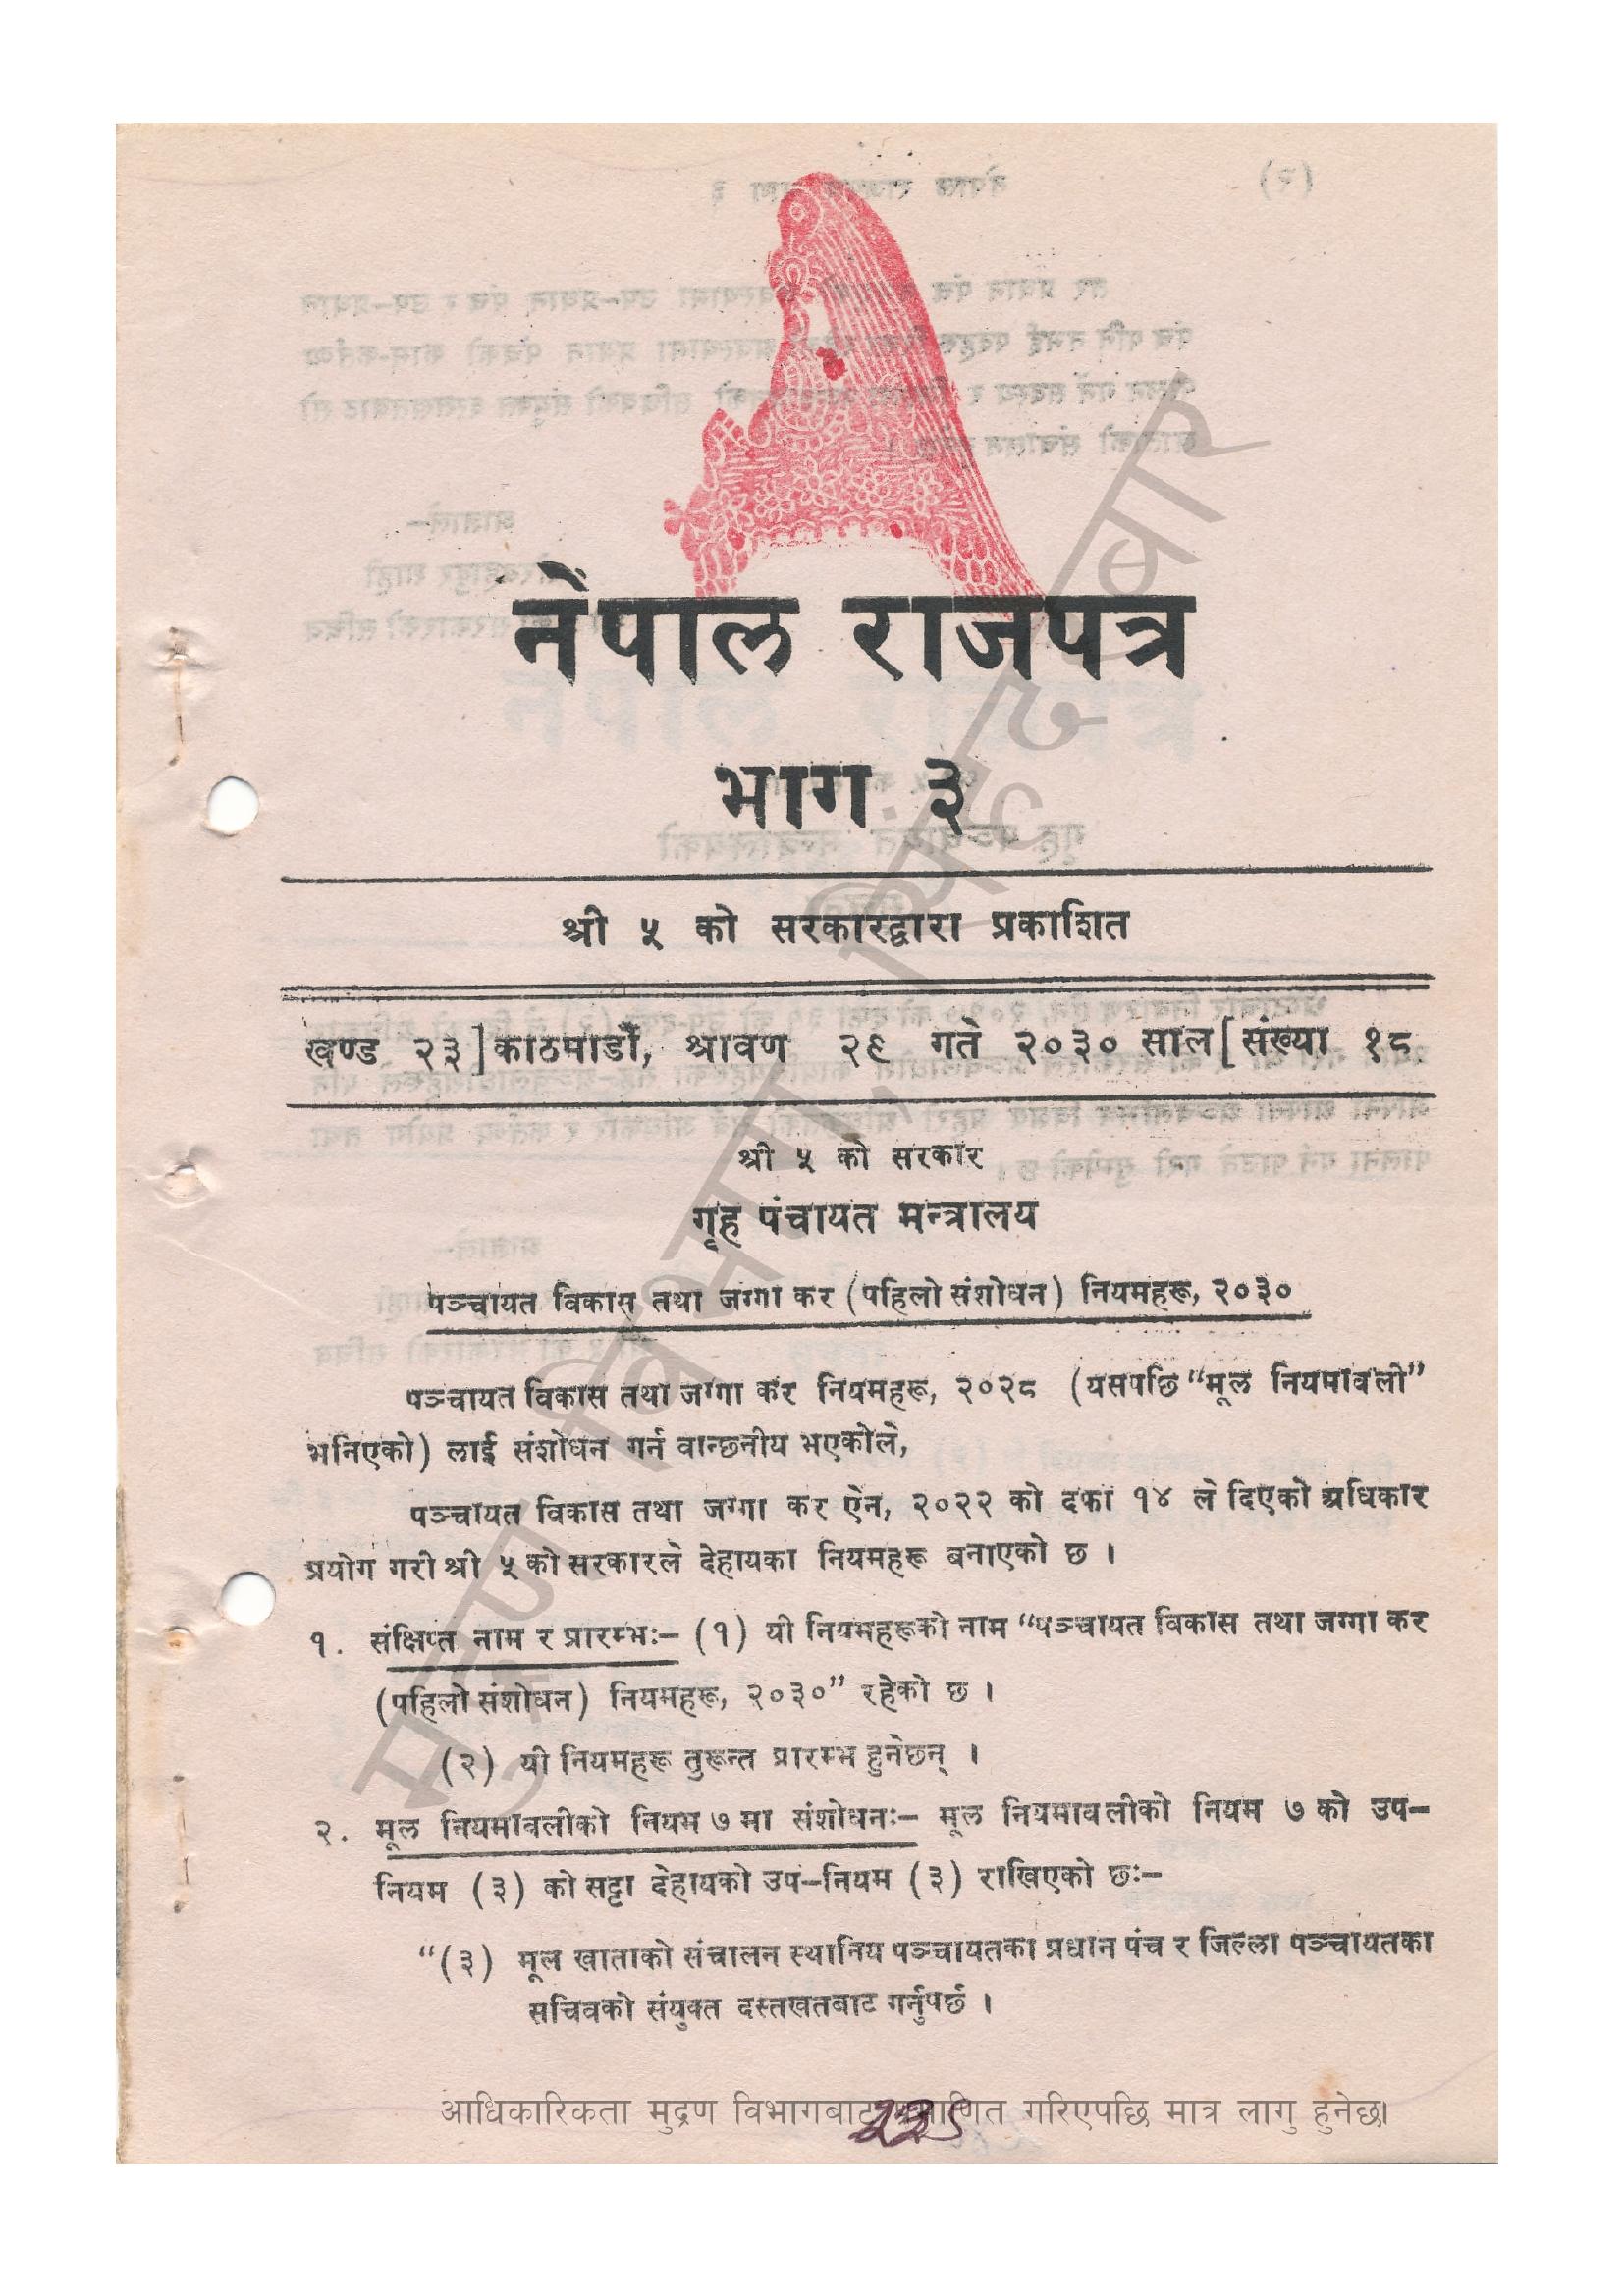 नेपाल राजपत्र
भाग ३
श्री ५ को सरकारद्वारा प्रकाशित
खण्ड २३] काठमाडौं, श्रावण २९ गते २०३० साल [संख्या १८
श्री ५ को सरकार
गृह पंचायत मन्त्रालय
पञ्चायत विकास तथा जग्गा कर (पहिलो संशोधन) नियमहरू, २०३०
पञ्चायत विकास तथा जग्गा कर नियमहरू, २०२८ (यसपछि “मूल नियमावली”
भनिएको) लाई संशोधन गर्न वान्छनीय भएकोले,
पञ्चायत विकास तथा जग्गा कर ऐन, २०२२ को दफा १४ ले दिएको अधिकार
प्रयोग गरी श्री ५ को सरकारले देहायका नियमहरू बनाएको छ ।
१. संक्षिप्त नाम र प्रारम्भः– (१) यी नियमहरूको नाम “पञ्चायत विकास तथा जग्गा कर
(पहिलो संशोधन) नियमहरू, २०३०” रहेको छ ।
(२) यी नियमहरू तुरून्त प्रारम्भ हुनेछन् ।
२. मूल नियमावलीको नियम ७ मा संशोधनः– मूल नियमावलीको नियम ७ को उप–
नियम (३) को सट्टा देहायको उप–नियम (३) राखिएको छः–
“(३) मूल खाताको संचालन स्थानिय पञ्चायतका प्रधान पंच र जिल्ला पञ्चायतका
सचिवको संयुक्त दस्तखतबाट गर्नुपर्छ ।
आधिकारिकता मुद्रण विभागबाट प्रमाणित गरिएपछि मात्र लागु हुनेछ।
मुद्रण विभाग, सिंहदरबार